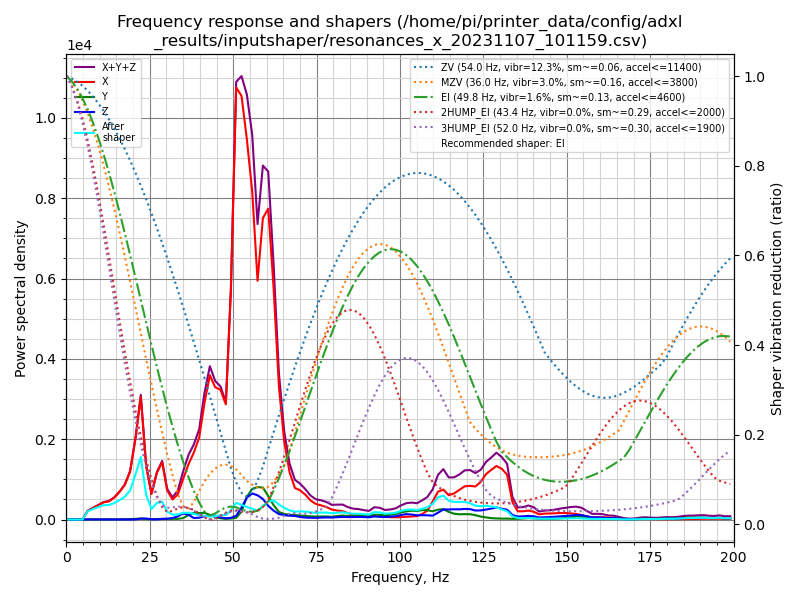 Frequency response and shapers (/home/pi/printer_data/config/adxl
_results/inputshaper/resonances_x_20231107_101159.csv)
1e4
X+Y+Z
X
Y
Z
After
shaper
ZV (54.0 Hz, vibr=12.3%, sm~=0.06, accel<=11400)
MZV (36.0 Hz, vibr=3.0%, sm~=0.16, accel<=3800)
EI (49.8 Hz, vibr=1.6%, sm~=0.13, accel<=4600)
2HUMP_EI (43.4 Hz, vibr=0.0%, sm~=0.29, accel<=2000)
3HUMP_EI (52.0 Hz, vibr=0.0%, sm~=0.30, accel<=1900)
Recommended shaper: EI
Power spectral density
1.0
0.8
0.6
0.4
0.2
0.0
Shaper vibration reduction (ratio)
1.0
0.8
0.6
0.4
0.2
0.0
0 25 50 75 100 125 150 175 200
Frequency, Hz